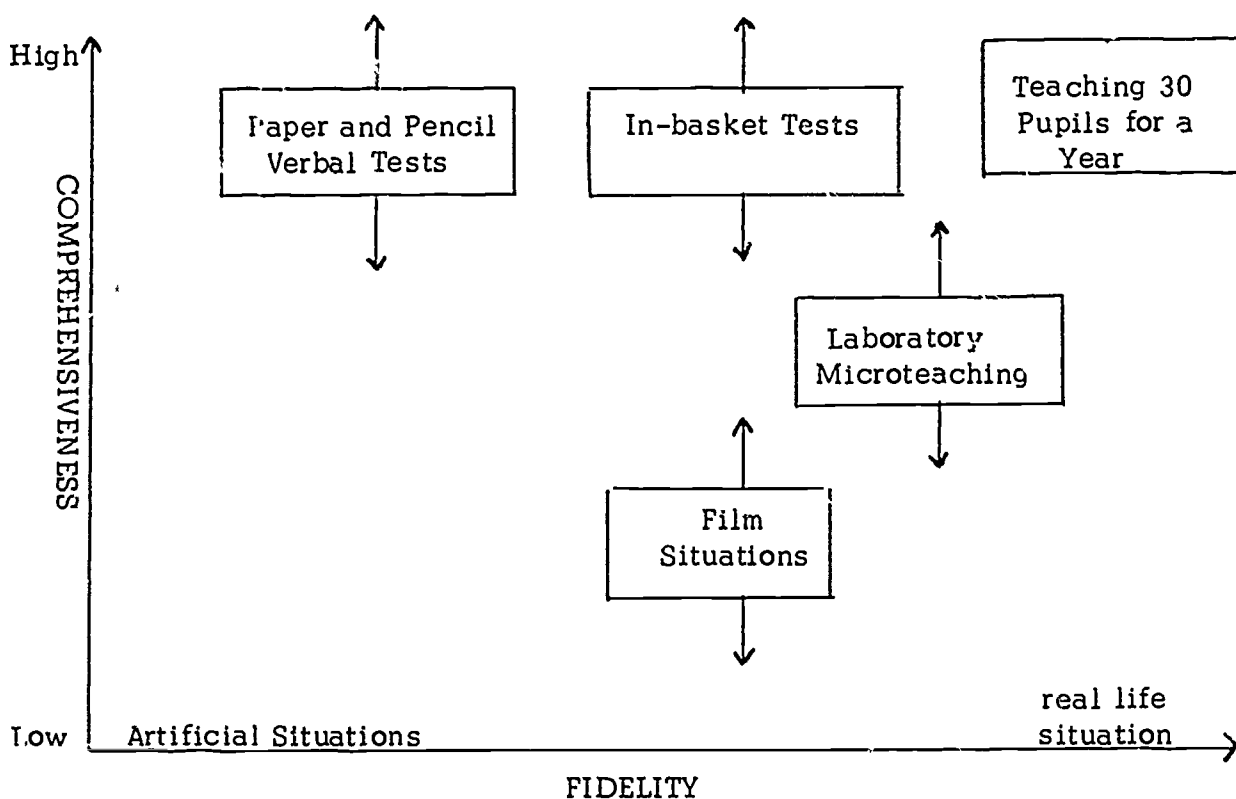 High
Paper and Pencil
Verbal Tests
In-basket Tests
Teaching 30
Pupils for a
Year
COMPREHENSIVENESS
Laboratory
Microteaching
Film
Situations
real life
situation
Low
Artificial Situations
FIDELITY